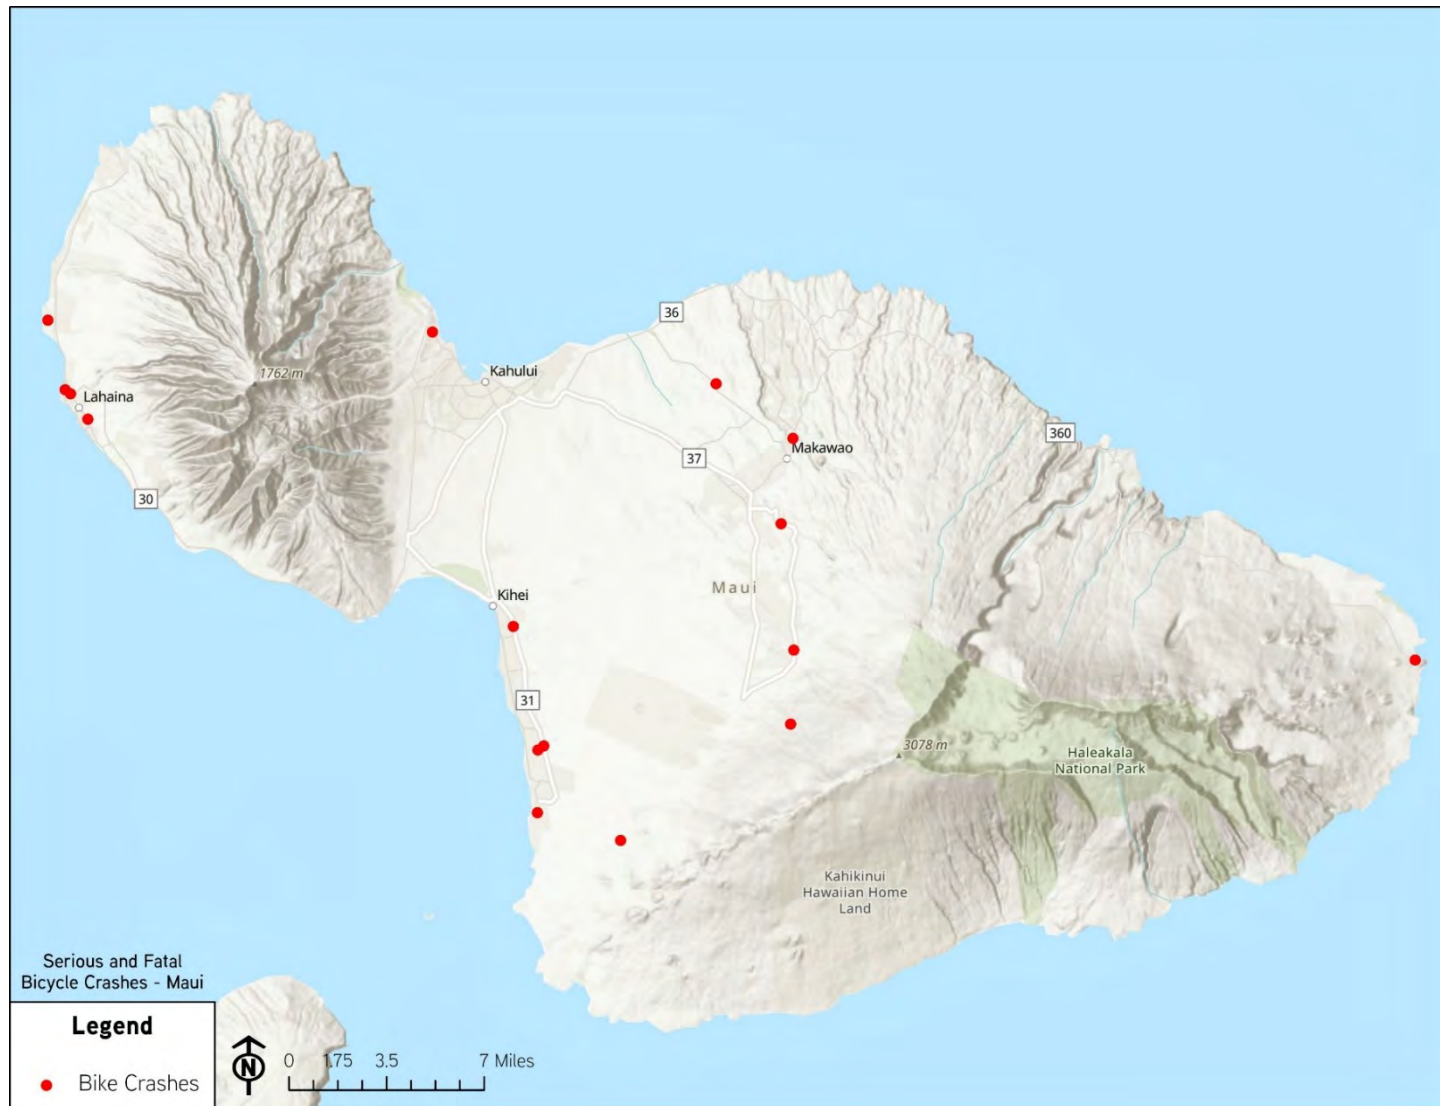 36
1762 m
Kahului
Lahaina
360
Makawao
37
30
Maui
Kihei
31
3078 m
Haleakala
National Park
Kahikinui
Hawaiian Home
Land
Serious and Fatal
Bicycle Crashes - Maui
Legend
Bike Crashes
N
0 1.75 3.5 7 Miles